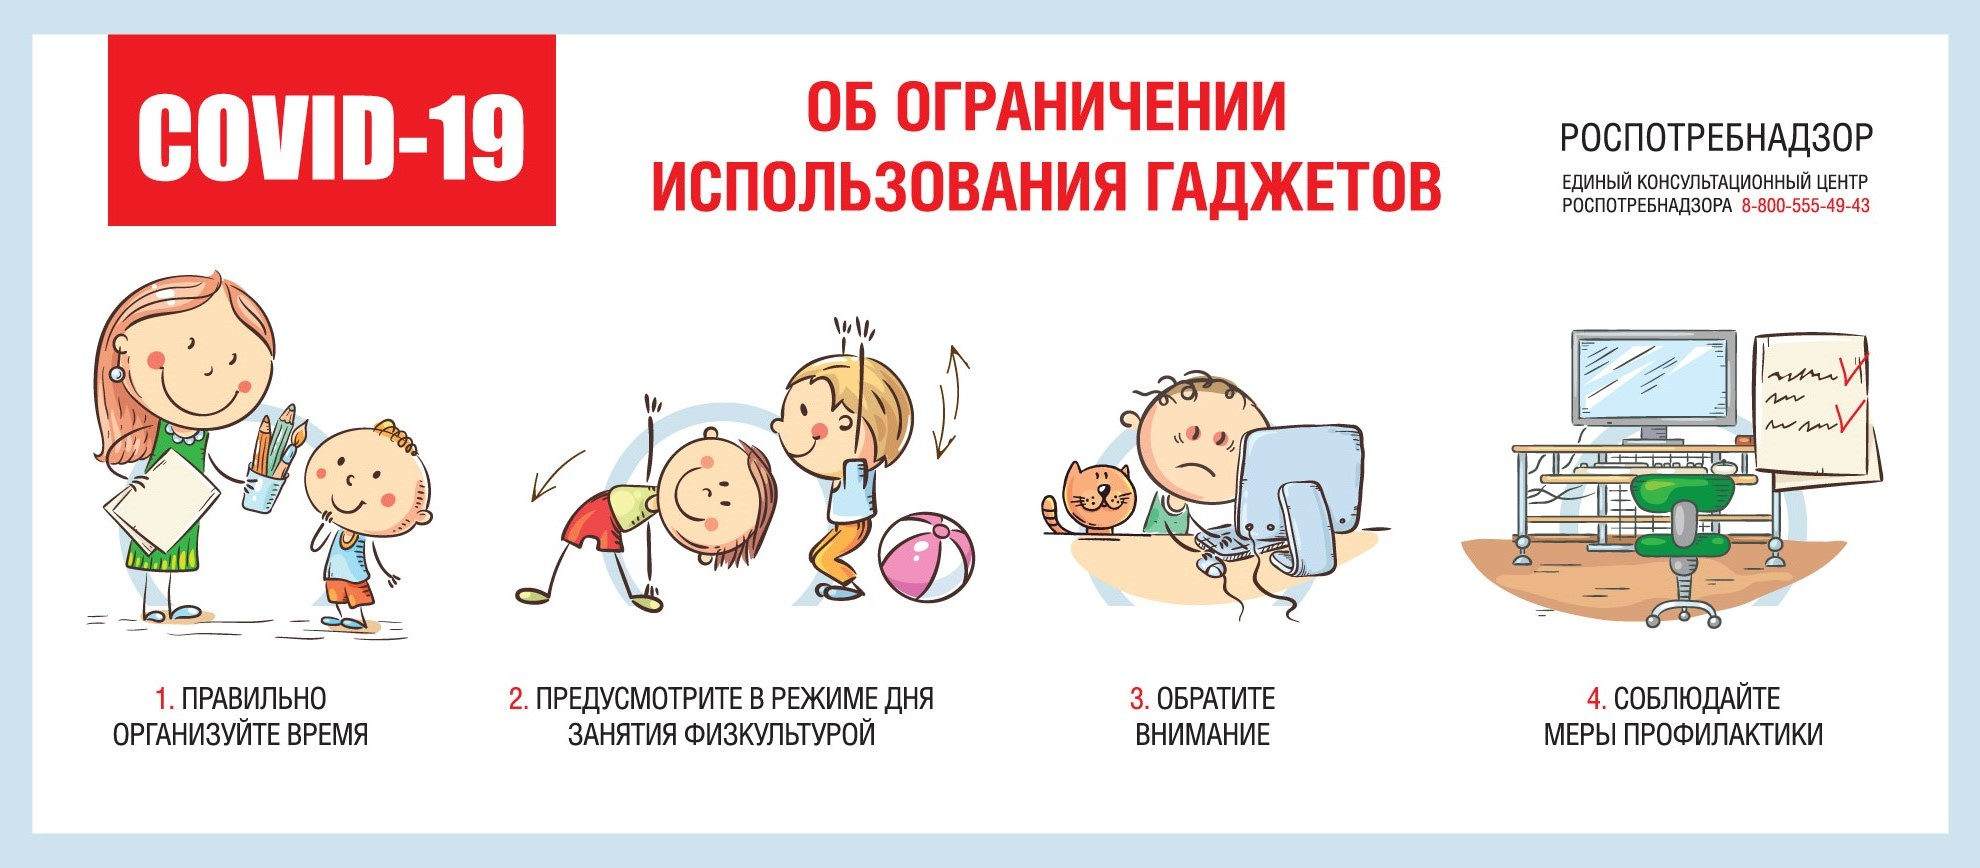 COVID-19
ОБ ОГРАНИЧЕНИИ
ИСПОЛЬЗОВАНИЯ ГАДЖЕТОВ
РОСПОТРЕБНАДЗОР
ЕДИНЫЙ КОНСУЛЬТАЦИОННЫЙ ЦЕНТР
РОСПОТРЕБНАДЗОРА 8-800-555-49-43
1. ПРАВИЛЬНО
ОРГАНИЗУЙТЕ ВРЕМЯ
2. ПРЕДУСМОТРИТЕ В РЕЖИМЕ ДНЯ
ЗАНЯТИЯ ФИЗКУЛЬТУРОЙ
3. ОБРАТИТЕ
ВНИМАНИЕ
4. СОБЛЮДАЙТЕ
МЕРЫ ПРОФИЛАКТИКИ